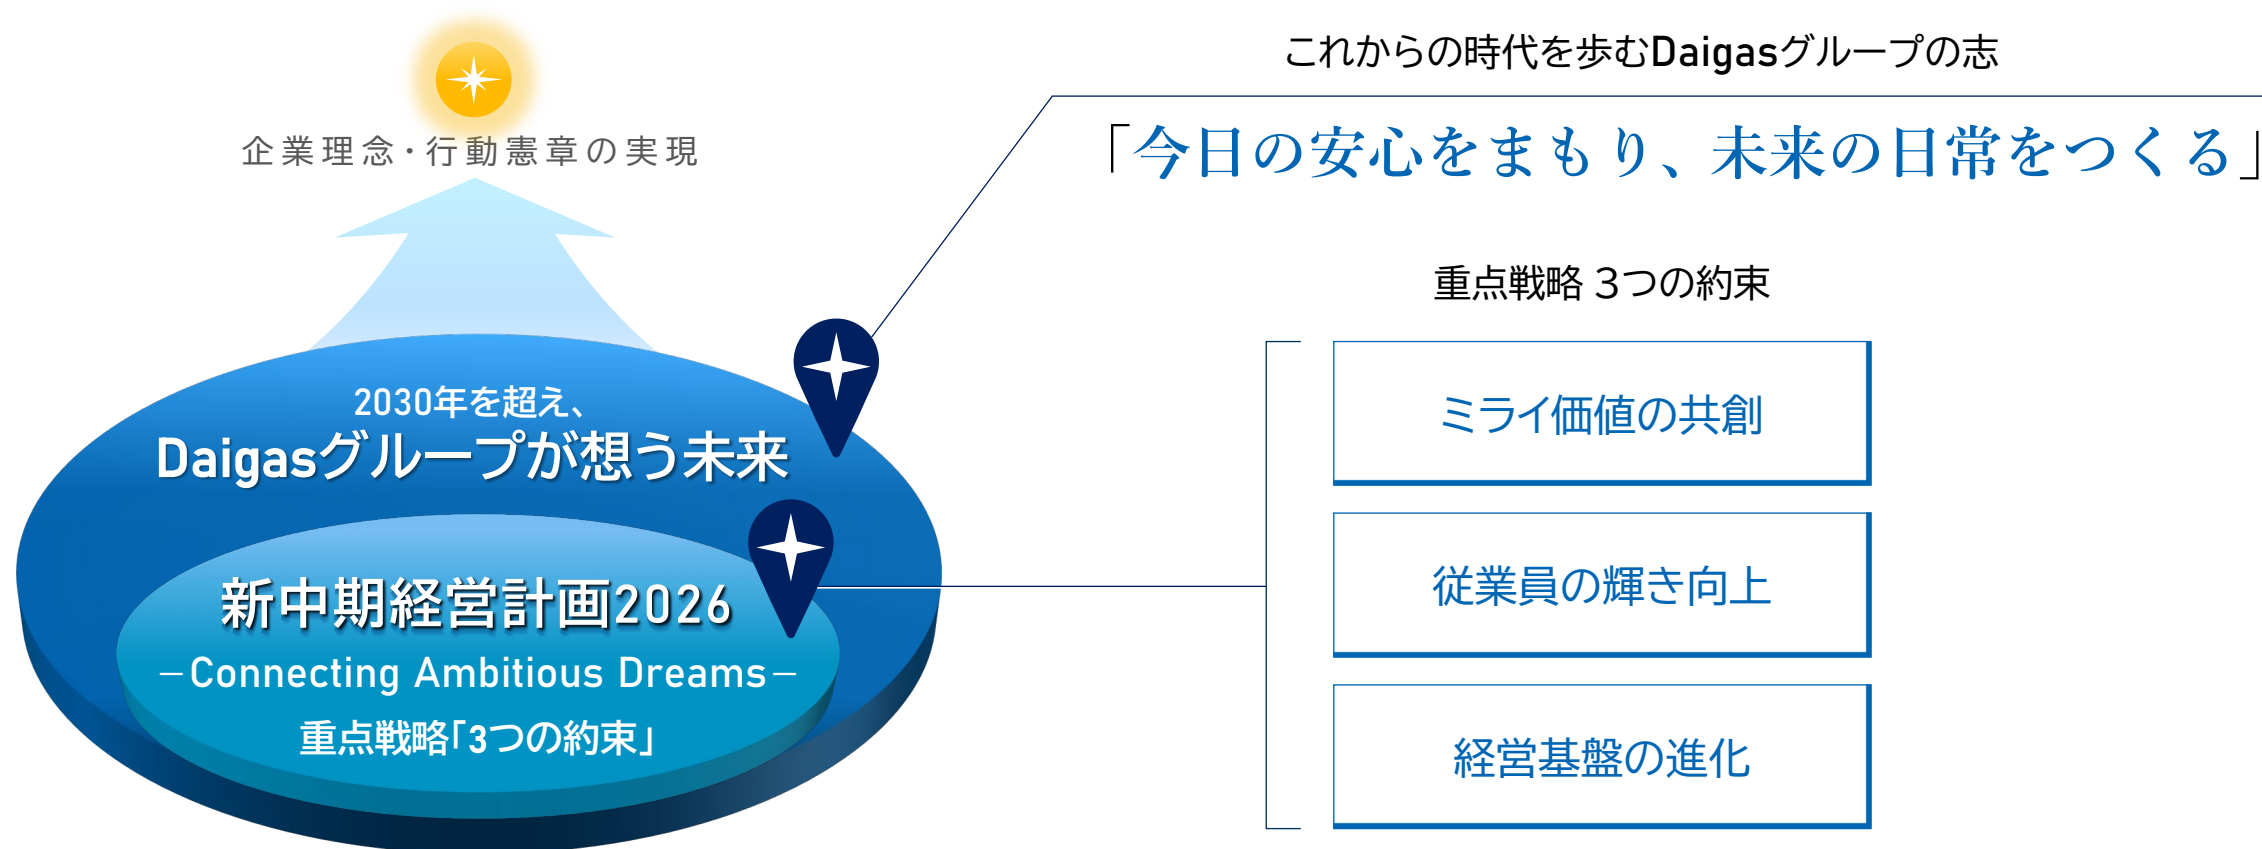 企業理念・行動憲章の実現
2030年を超え、
Daigasグループが想う未来
新中期経営計画2026
－Connecting Ambitious Dreams－
重点戦略「3つの約束」
これからの時代を歩むDaigasグループの志
「今日の安心をまもり、未来の日常をつくる」
重点戦略 3つの約束
ミライ価値の共創
従業員の輝き向上
経営基盤の進化